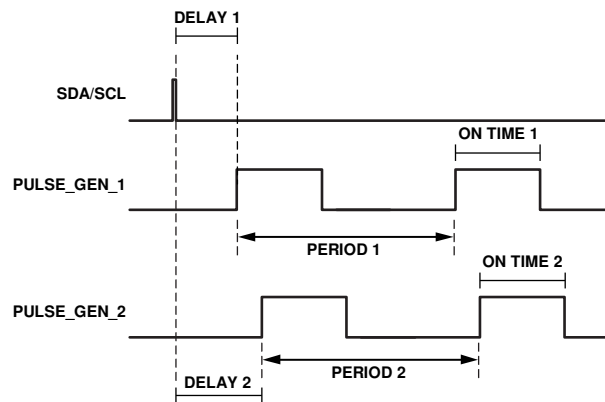 DELAY 1
SDA/SCL
ON TIME 1
PULSE_GEN_1
PERIOD 1
ON TIME 2
PULSE_GEN_2
PERIOD 2
DELAY 2